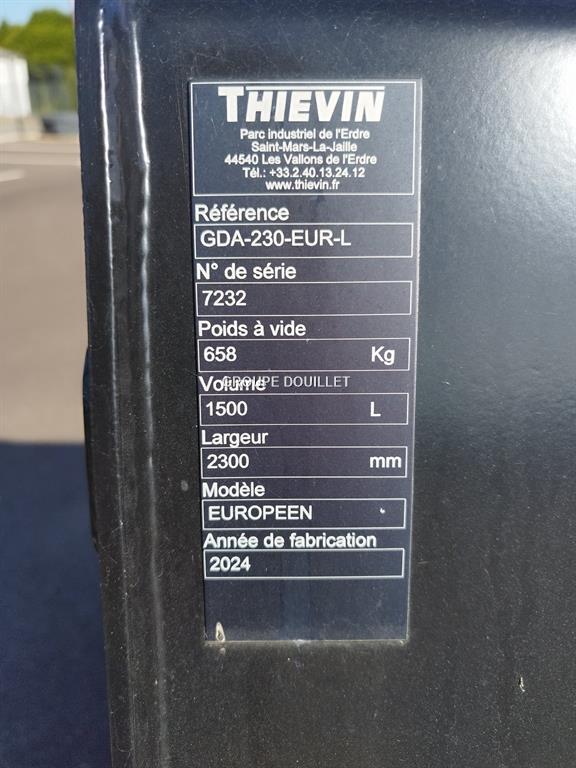 THIEVIN
Parc industriel de l'Erdre
Saint-Mars-La-Jaille
44540 Les Vallons de l'Erdre
Tél.: +33.2.40.13.24.12
www.thievin.fr
Référence
GDA-230-EUR-L
N° de série
7232
Poids à vide
658 Kg
Volume
GROUPE DOUILLET
1500 L
Largeur
2300 mm
Modèle
EUROPEEN
Année de fabrication
2024